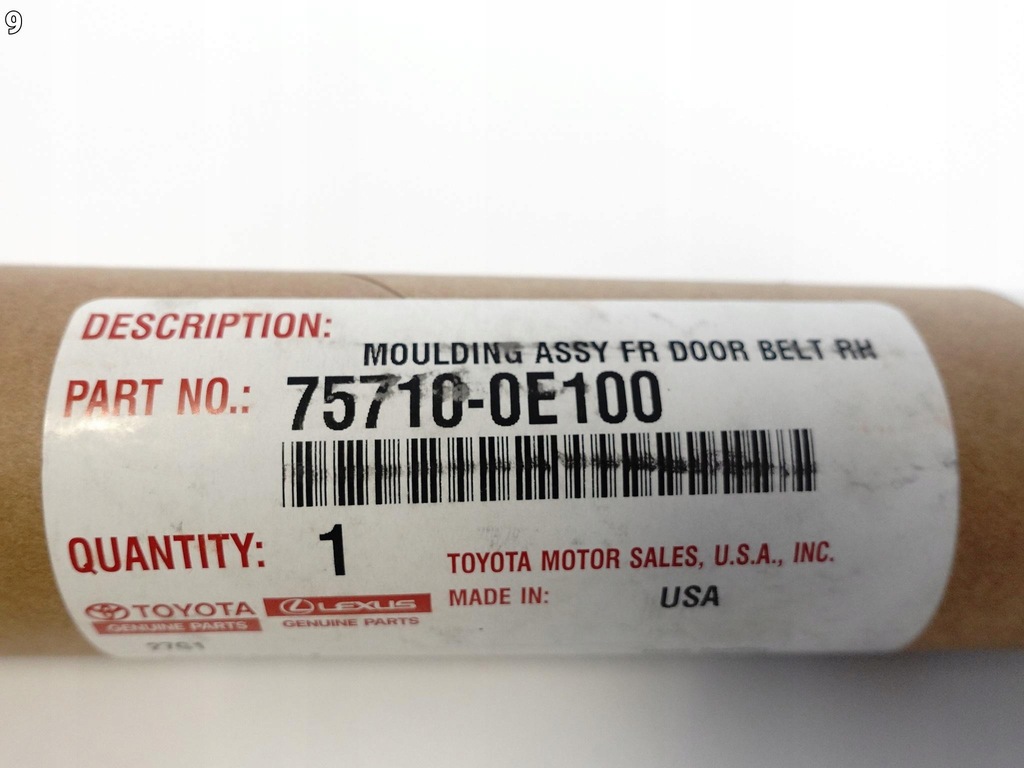 9
DESCRIPTION:
MOULDING ASSY FR DOOR BELT RH
PART NO.: 75710-0E100
QUANTITY: 1
TOYOTA MOTOR SALES, U.S.A., INC.
MADE IN: USA
TOYOTA
GENUINE PARTS
LEXUS
GENUINE PARTS